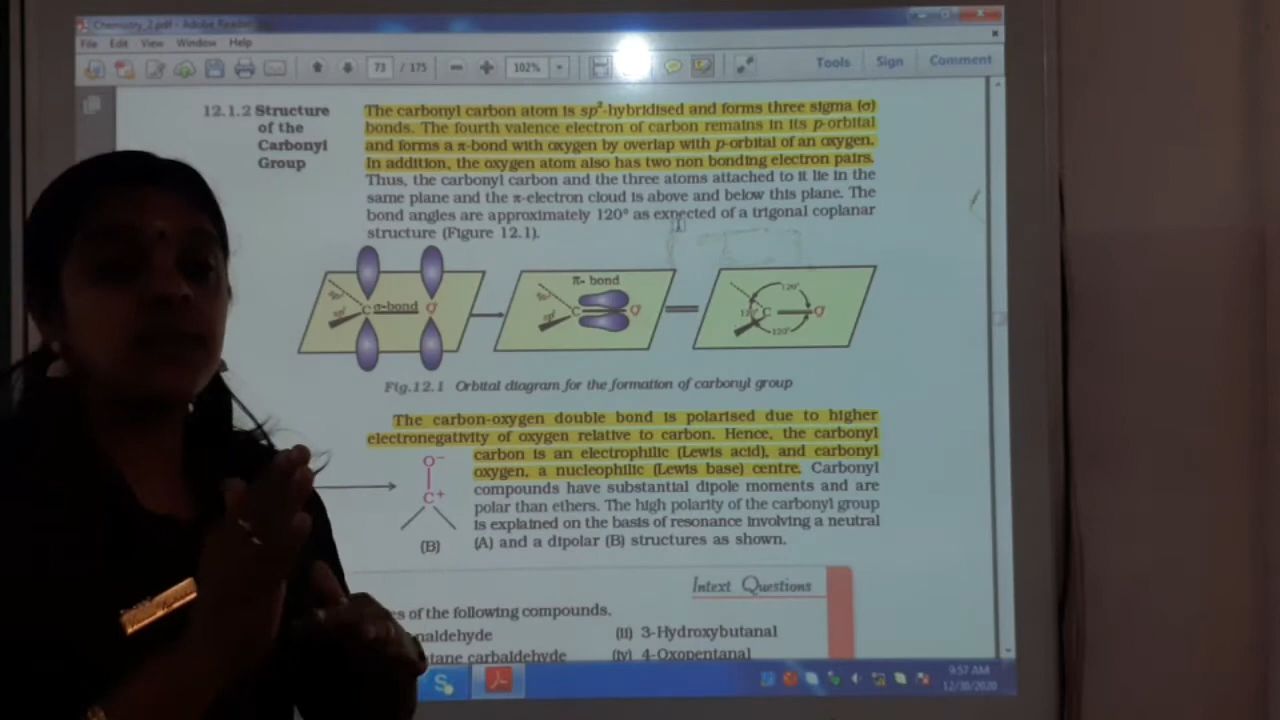 Chemistry_2.pdf - Adobe Reader
File Edit View Window Help
73 / 175 102% Tools Sign Comment
12.1.2 Structure of the Carbonyl Group
The carbonyl carbon atom is sp²-hybridised and forms three sigma (σ)
bonds. The fourth valence electron of carbon remains in its p-orbital
and forms a π-bond with oxygen by overlap with p-orbital of an oxygen.
In addition, the oxygen atom also has two non bonding electron pairs.
Thus, the carbonyl carbon and the three atoms attached to it lie in the
same plane and the π-electron cloud is above and below this plane. The
bond angles are approximately 120° as expected of a trigonal coplanar
structure (Figure 12.1).
C σ-bond O
π- bond
C O
120°
C O
120°
Fig.12.1 Orbital diagram for the formation of carbonyl group
The carbon-oxygen double bond is polarised due to higher
electronegativity of oxygen relative to carbon. Hence, the carbonyl
carbon is an electrophilic (Lewis acid), and carbonyl
oxygen, a nucleophilic (Lewis base) centre. Carbonyl
compounds have substantial dipole moments and are
polar than ethers. The high polarity of the carbonyl group
is explained on the basis of resonance involving a neutral
(A) and a dipolar (B) structures as shown.
O⁻
C⁺
(B)
Intext Questions
of the following compounds.
(ii) 3-Hydroxybutanal
carbaldehyde (iv) 4-Oxopentanal
9:57 AM
12/30/2020